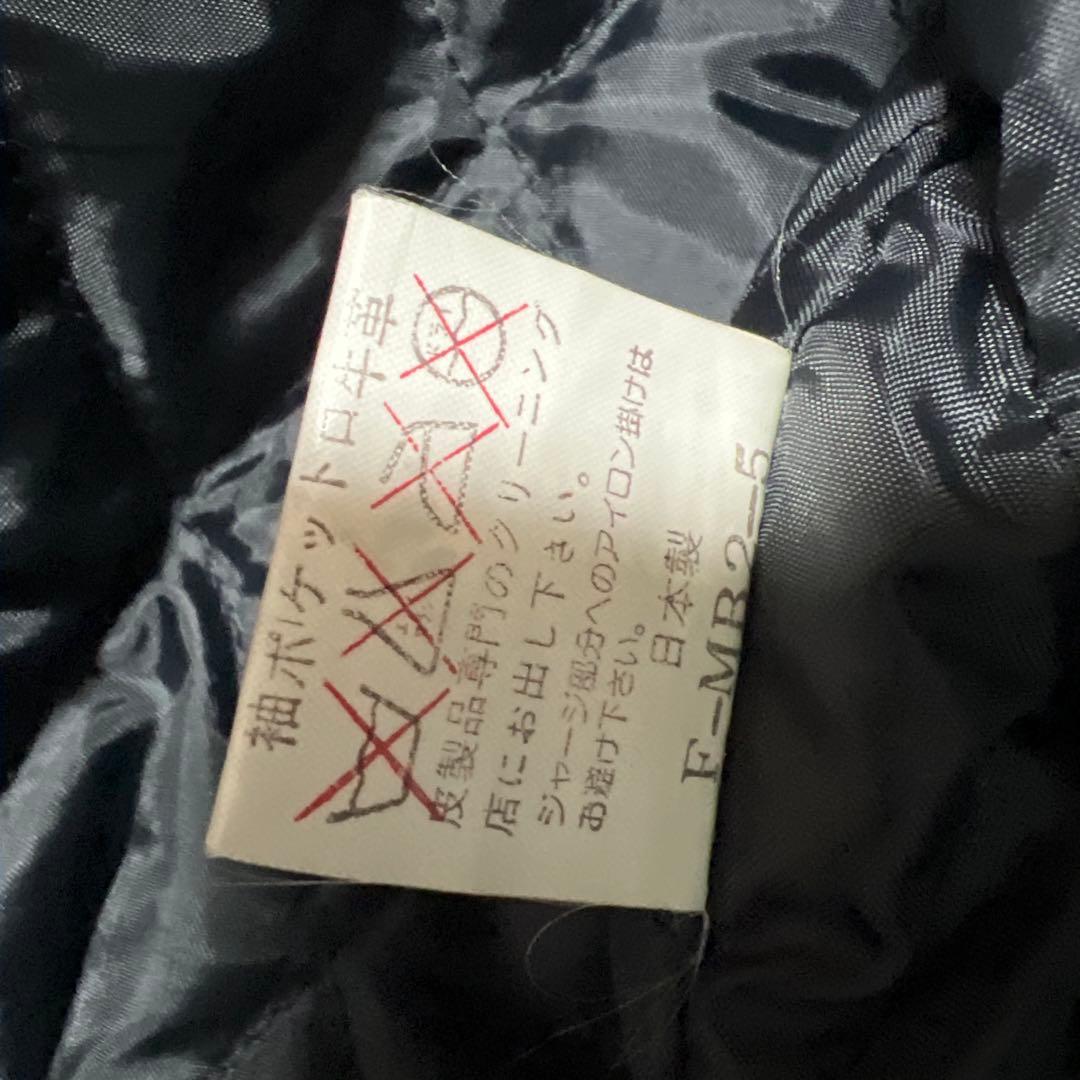 袖ポケット口牛革
皮製品専門のクリーニング
店にお出し下さい。
ジャージ部分へのアイロン掛けは
お避け下さい。
日本製
F–MB2–5